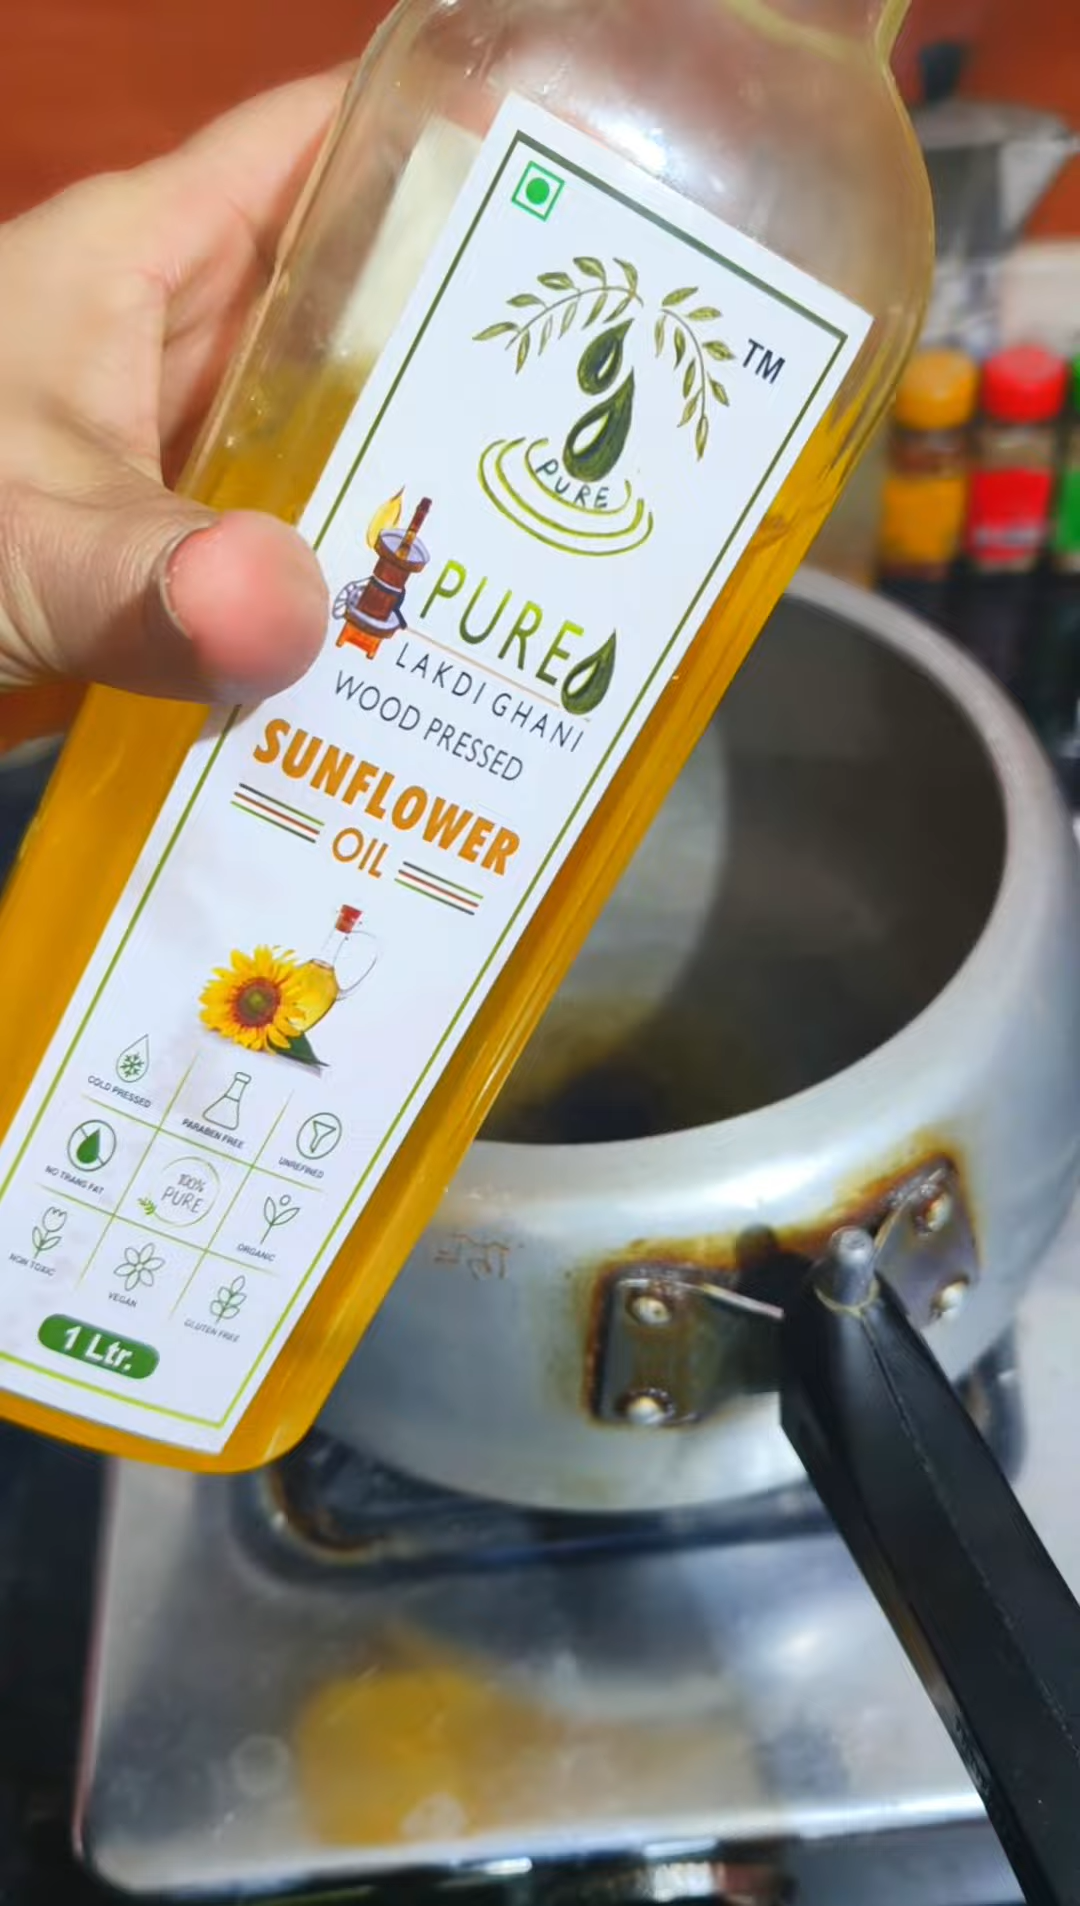 TM
PURE
PURE
LAKDI GHANI
WOOD PRESSED
SUNFLOWER
OIL
COLD PRESSED
PARABEN FREE
UNREFINED
NO TRANS FAT
100%
PURE
ORGANIC
NON TOXIC
VEGAN
GLUTEN FREE
1 Ltr.